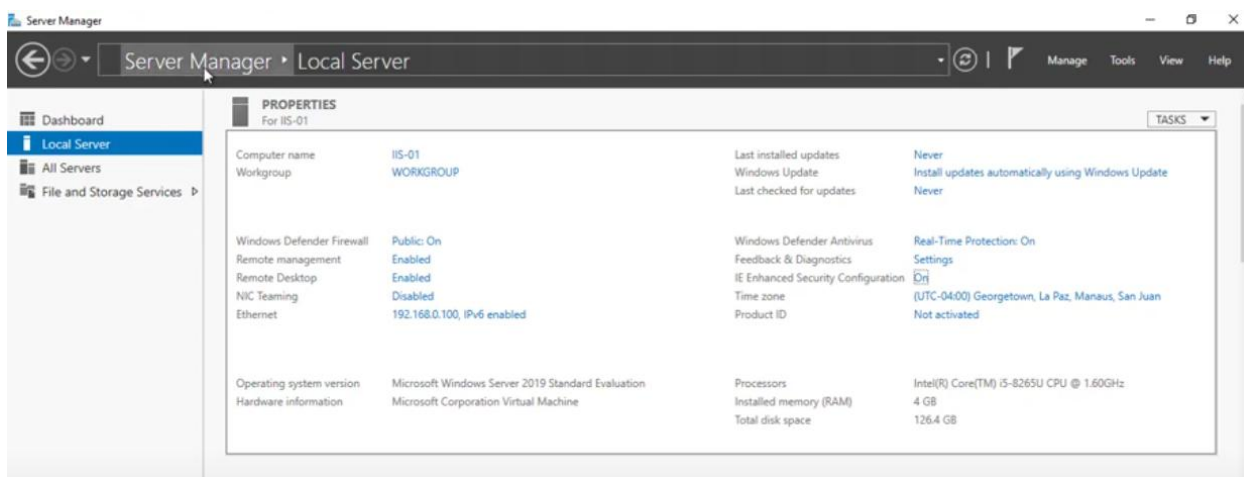 Server Manager
Server Manager ‣ Local Server
Manage Tools View Help
Dashboard
Local Server
All Servers
File and Storage Services
PROPERTIES
For IIS-01
TASKS
Computer name IIS-01
Workgroup WORKGROUP
Last installed updates Never
Windows Update Install updates automatically using Windows Update
Last checked for updates Never
Windows Defender Firewall Public: On
Remote management Enabled
Remote Desktop Enabled
NIC Teaming Disabled
Ethernet 192.168.0.100, IPv6 enabled
Windows Defender Antivirus Real-Time Protection: On
Feedback & Diagnostics Settings
IE Enhanced Security Configuration On
Time zone (UTC-04:00) Georgetown, La Paz, Manaus, San Juan
Product ID Not activated
Operating system version Microsoft Windows Server 2019 Standard Evaluation
Hardware information Microsoft Corporation Virtual Machine
Processors Intel(R) Core(TM) i5-8265U CPU @ 1.60GHz
Installed memory (RAM) 4 GB
Total disk space 126.4 GB